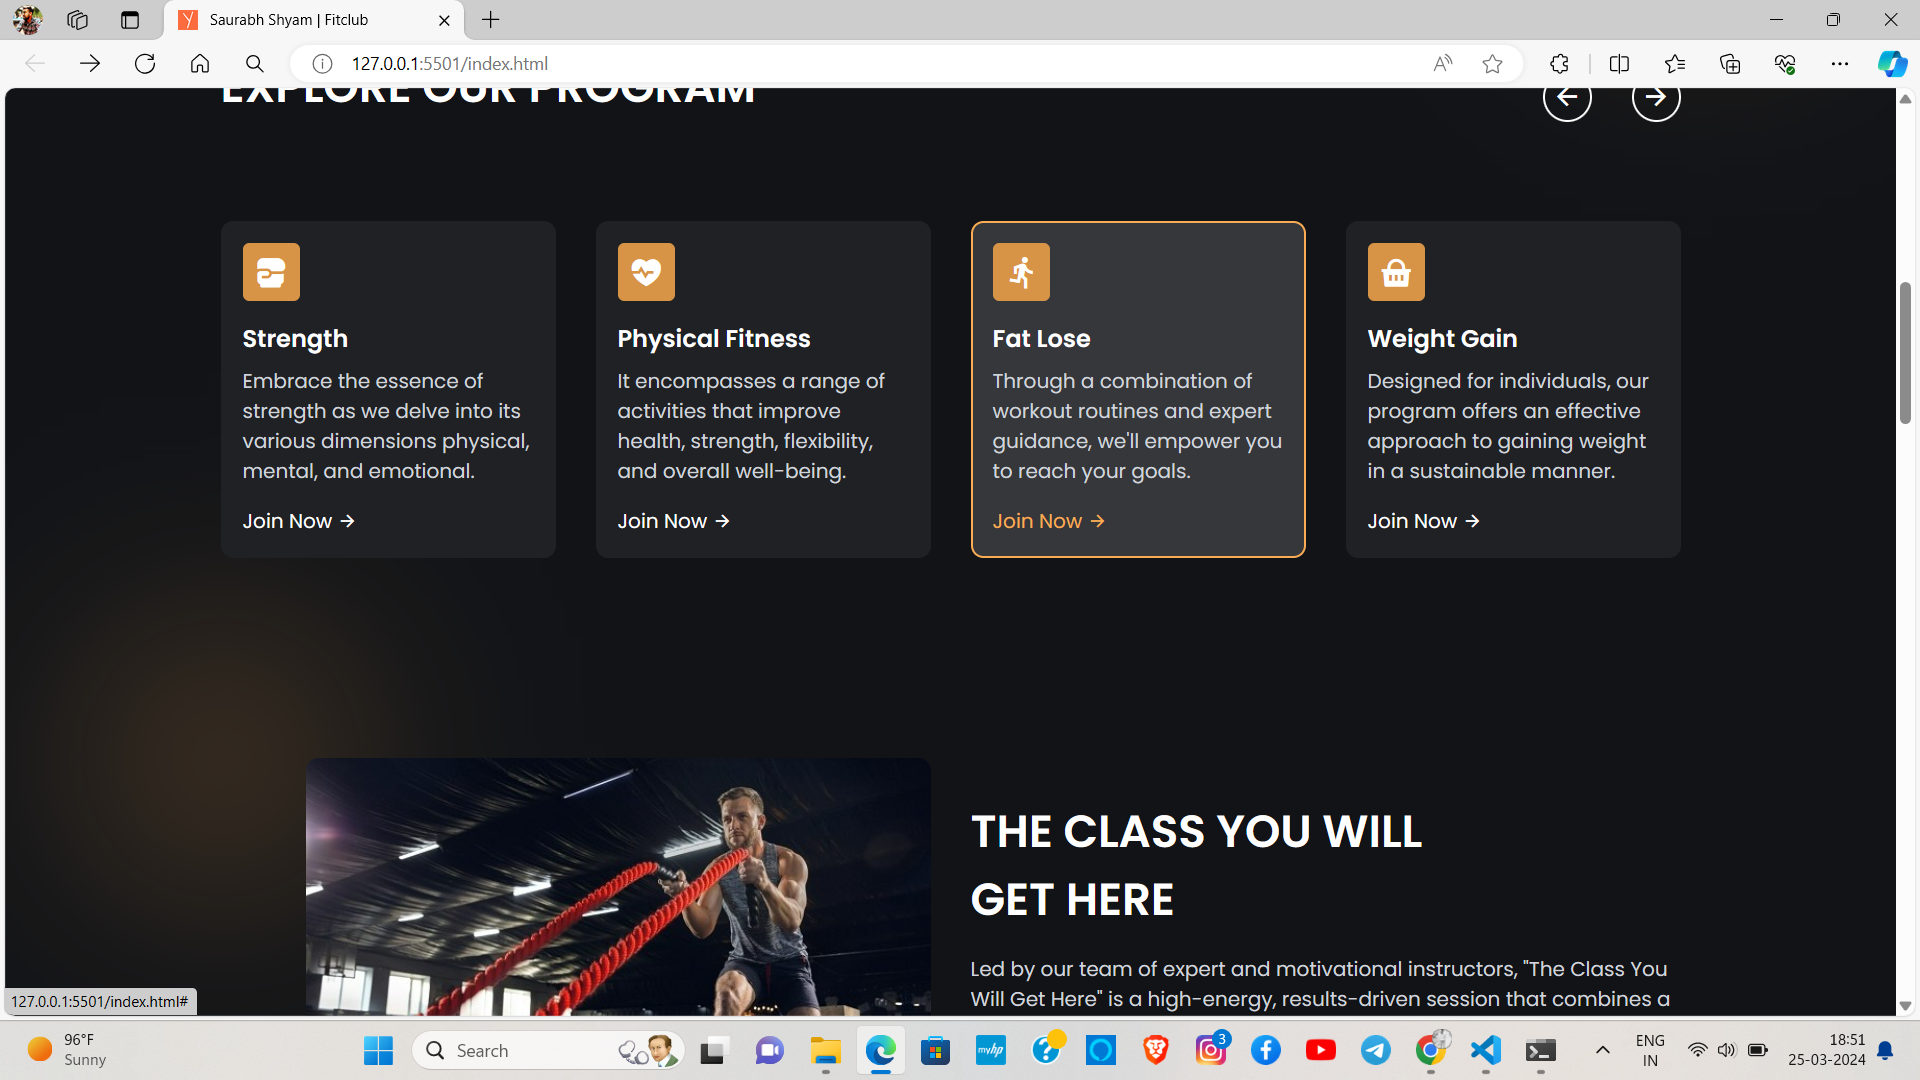 Saurabh Shyam | Fitclub
127.0.0.1:5501/index.html
EXPLORE OUR PROGRAM
Strength
Embrace the essence of
strength as we delve into its
various dimensions physical,
mental, and emotional.
Join Now →
Physical Fitness
It encompasses a range of
activities that improve
health, strength, flexibility,
and overall well-being.
Join Now →
Fat Lose
Through a combination of
workout routines and expert
guidance, we'll empower you
to reach your goals.
Join Now →
Weight Gain
Designed for individuals, our
program offers an effective
approach to gaining weight
in a sustainable manner.
Join Now →
THE CLASS YOU WILL
GET HERE
Led by our team of expert and motivational instructors, "The Class You
Will Get Here" is a high-energy, results-driven session that combines a
127.0.0.1:5501/index.html#
96°F
Sunny
Search
myhp
3
ENG
IN
18:51
25-03-2024